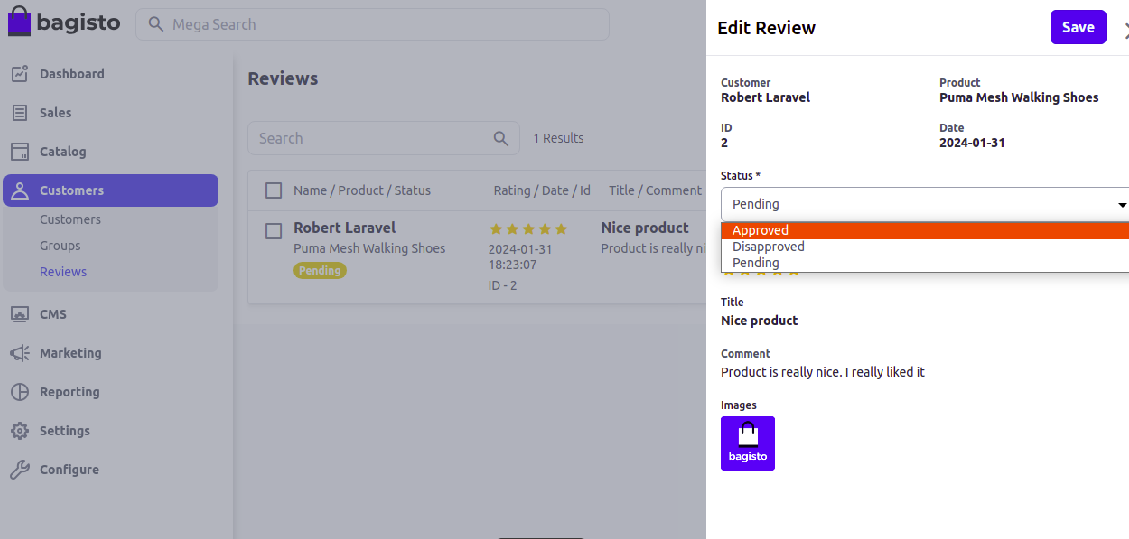 bagisto
Mega Search
Dashboard
Sales
Catalog
Customers
Customers
Groups
Reviews
CMS
Marketing
Reporting
Settings
Configure
Reviews
Search
1 Results
Name / Product / Status
Rating / Date / Id
Title / Comment
Robert Laravel
Puma Mesh Walking Shoes
Pending
2024-01-31
18:23:07
ID - 2
Nice product
Product is really ni
Edit Review
Save
Customer
Robert Laravel
Product
Puma Mesh Walking Shoes
ID
2
Date
2024-01-31
Status *
Pending
Approved
Disapproved
Pending
Title
Nice product
Comment
Product is really nice. I really liked it
Images
bagisto